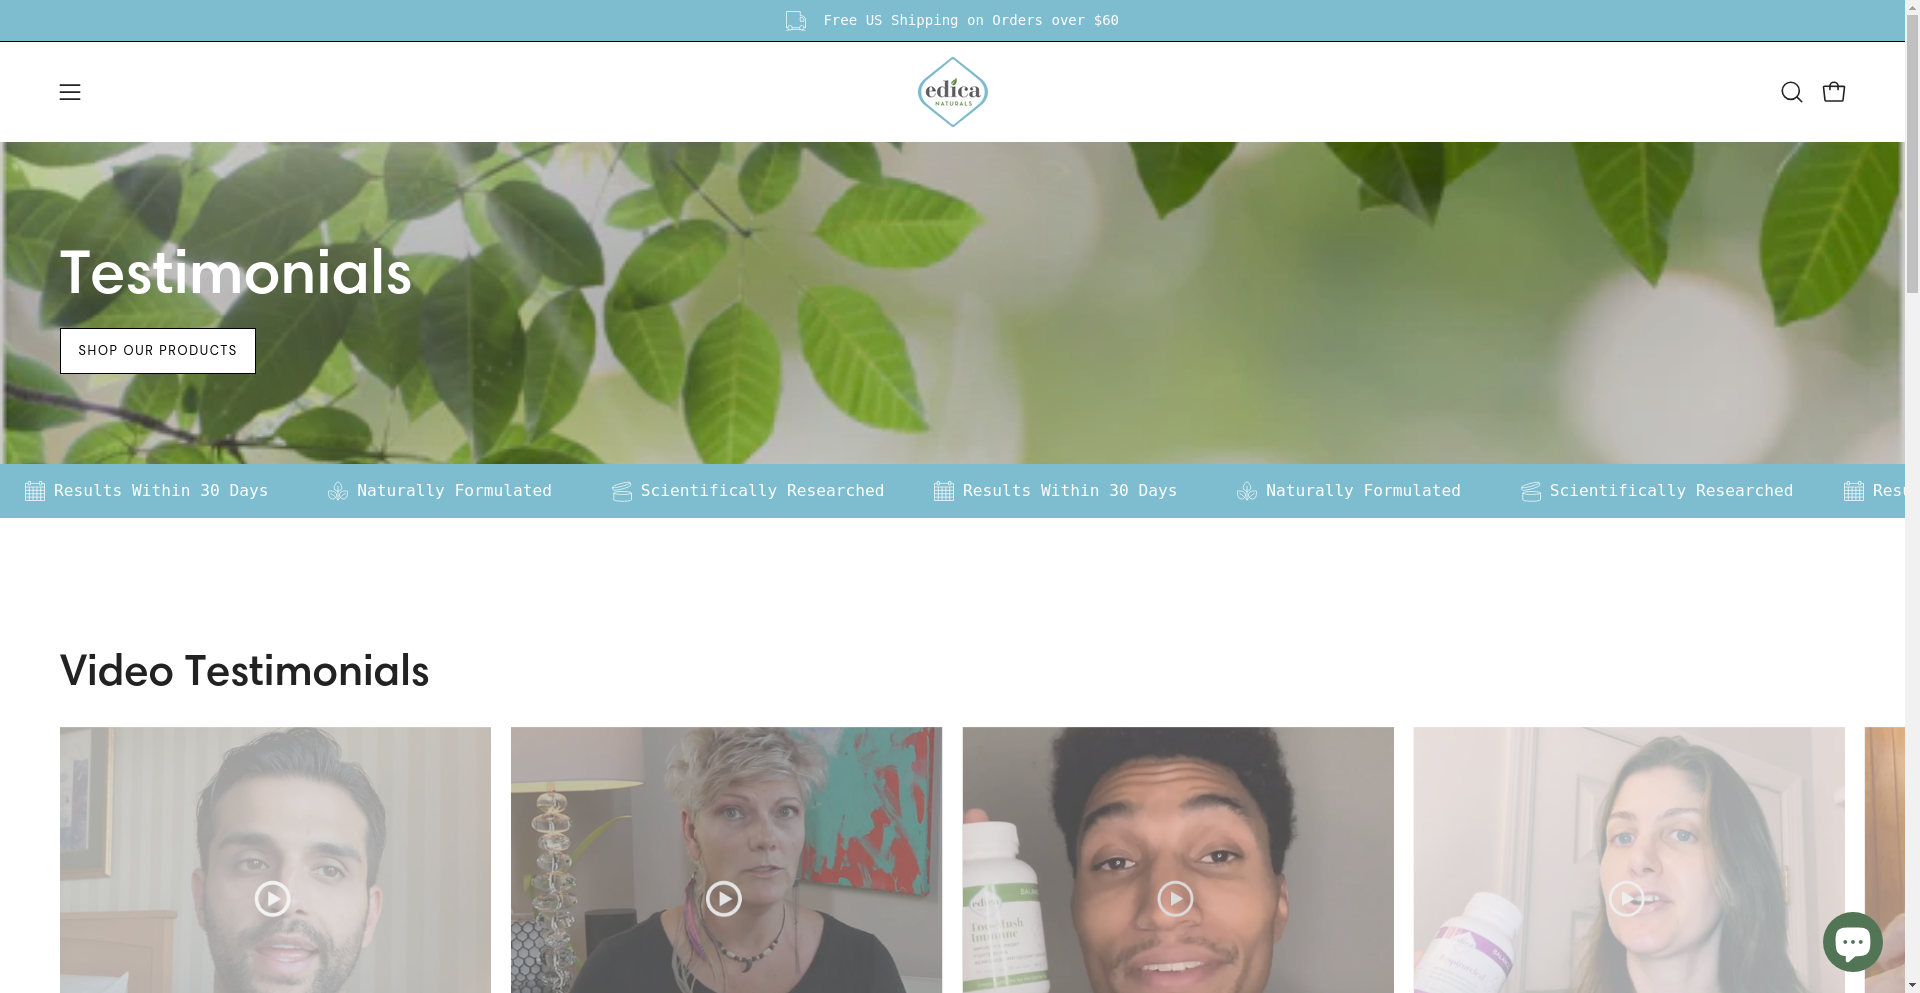 Free US Shipping on Orders over $60
edica
NATURALS
Testimonials
SHOP OUR PRODUCTS
Results Within 30 Days
Naturally Formulated
Scientifically Researched
Results Within 30 Days
Naturally Formulated
Scientifically Researched
Video Testimonials